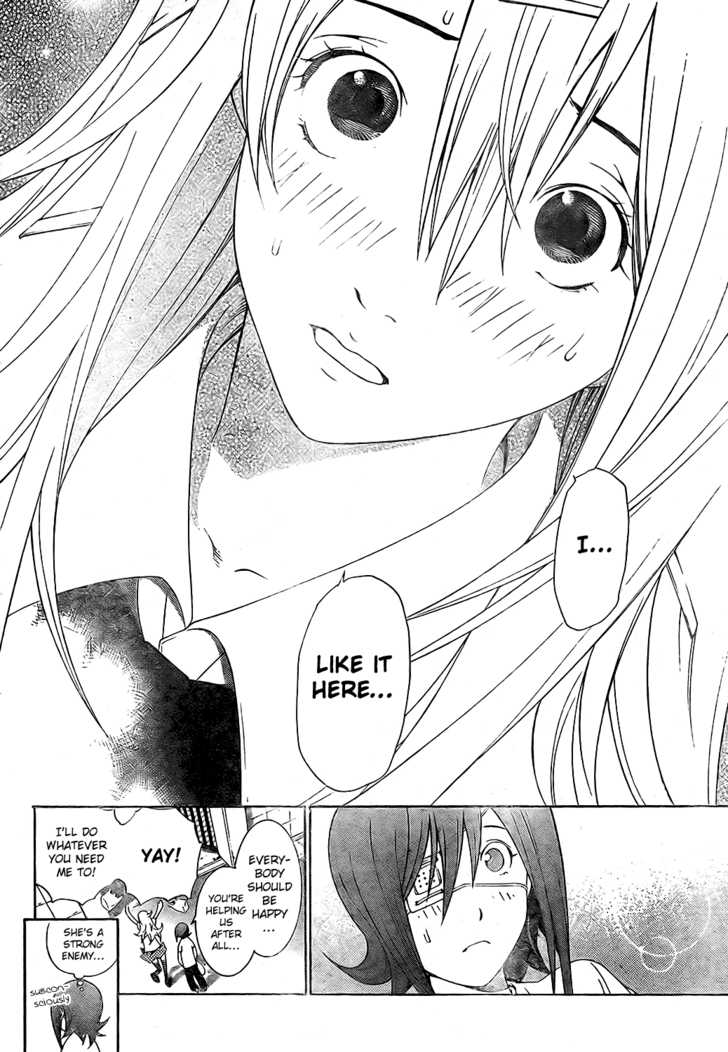 I...
LIKE IT
HERE...
EVERY-
BODY
SHOULD
BE
HAPPY
...
YOU'RE
HELPING
US
AFTER
ALL...
YAY!
I'LL DO
WHATEVER
YOU NEED
ME TO!
SHE'S A
STRONG
ENEMY...
suscon-
sciously